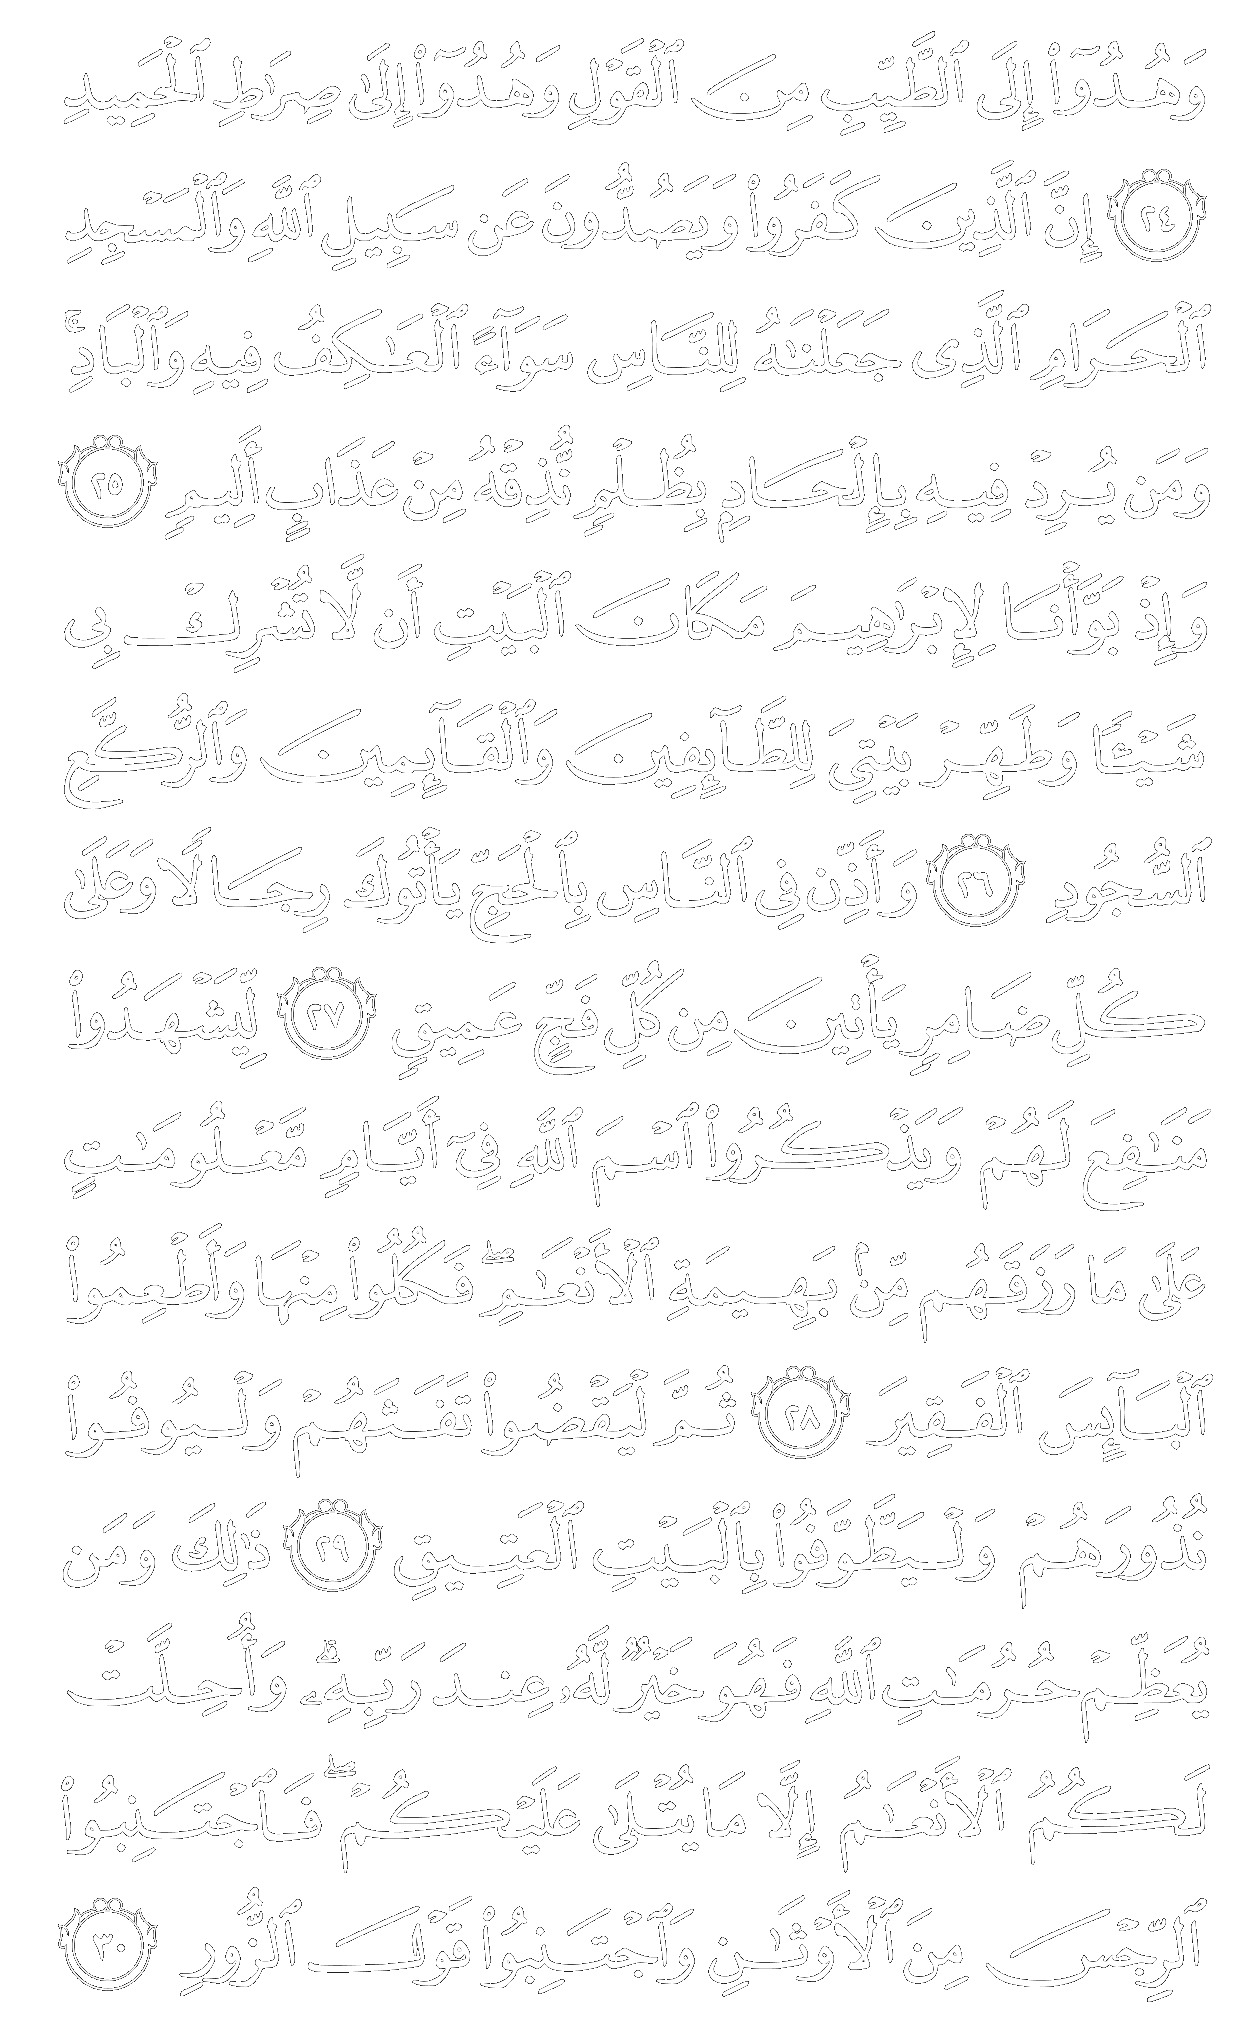 وَهُدُوٓا۟ إِلَى ٱلطَّيِّبِ مِنَ ٱلْقَوْلِ وَهُدُوٓا۟ إِلَىٰ صِرَٰطِ ٱلْحَمِيدِ
٢٤ إِنَّ ٱلَّذِينَ كَفَرُوا۟ وَيَصُدُّونَ عَن سَبِيلِ ٱللَّهِ وَٱلْمَسْجِدِ
ٱلْحَرَامِ ٱلَّذِى جَعَلْنَٰهُ لِلنَّاسِ سَوَآءً ٱلْعَٰكِفُ فِيهِ وَٱلْبَادِ ۚ
وَمَن يُرِدْ فِيهِ بِإِلْحَادٍۭ بِظُلْمٍ نُّذِقْهُ مِنْ عَذَابٍ أَلِيمٍ ٢٥
وَإِذْ بَوَّأْنَا لِإِبْرَٰهِيمَ مَكَانَ ٱلْبَيْتِ أَن لَّا تُشْرِكْ بِى
شَيْـًٔا وَطَهِّرْ بَيْتِىَ لِلطَّآئِفِينَ وَٱلْقَآئِمِينَ وَٱلرُّكَّعِ
ٱلسُّجُودِ ٢٦ وَأَذِّن فِى ٱلنَّاسِ بِٱلْحَجِّ يَأْتُوكَ رِجَالًا وَعَلَىٰ
كُلِّ ضَامِرٍ يَأْتِينَ مِن كُلِّ فَجٍّ عَمِيقٍ ٢٧ لِّيَشْهَدُوا۟
مَنَٰفِعَ لَهُمْ وَيَذْكُرُوا۟ ٱسْمَ ٱللَّهِ فِىٓ أَيَّامٍ مَّعْلُومَٰتٍ
عَلَىٰ مَا رَزَقَهُم مِّنۢ بَهِيمَةِ ٱلْأَنْعَٰمِ ۖ فَكُلُوا۟ مِنْهَا وَأَطْعِمُوا۟
ٱلْبَآئِسَ ٱلْفَقِيرَ ٢٨ ثُمَّ لْيَقْضُوا۟ تَفَثَهُمْ وَلْيُوفُوا۟
نُذُورَهُمْ وَلْيَطَّوَّفُوا۟ بِٱلْبَيْتِ ٱلْعَتِيقِ ٢٩ ذَٰلِكَ وَمَن
يُعَظِّمْ حُرُمَٰتِ ٱللَّهِ فَهُوَ خَيْرٌ لَّهُۥ عِندَ رَبِّهِۦ ۗ وَأُحِلَّتْ
لَكُمُ ٱلْأَنْعَٰمُ إِلَّا مَا يُتْلَىٰ عَلَيْكُمْ ۖ فَٱجْتَنِبُوا۟
ٱلرِّجْسَ مِنَ ٱلْأَوْثَٰنِ وَٱجْتَنِبُوا۟ قَوْلَ ٱلزُّورِ ٣٠